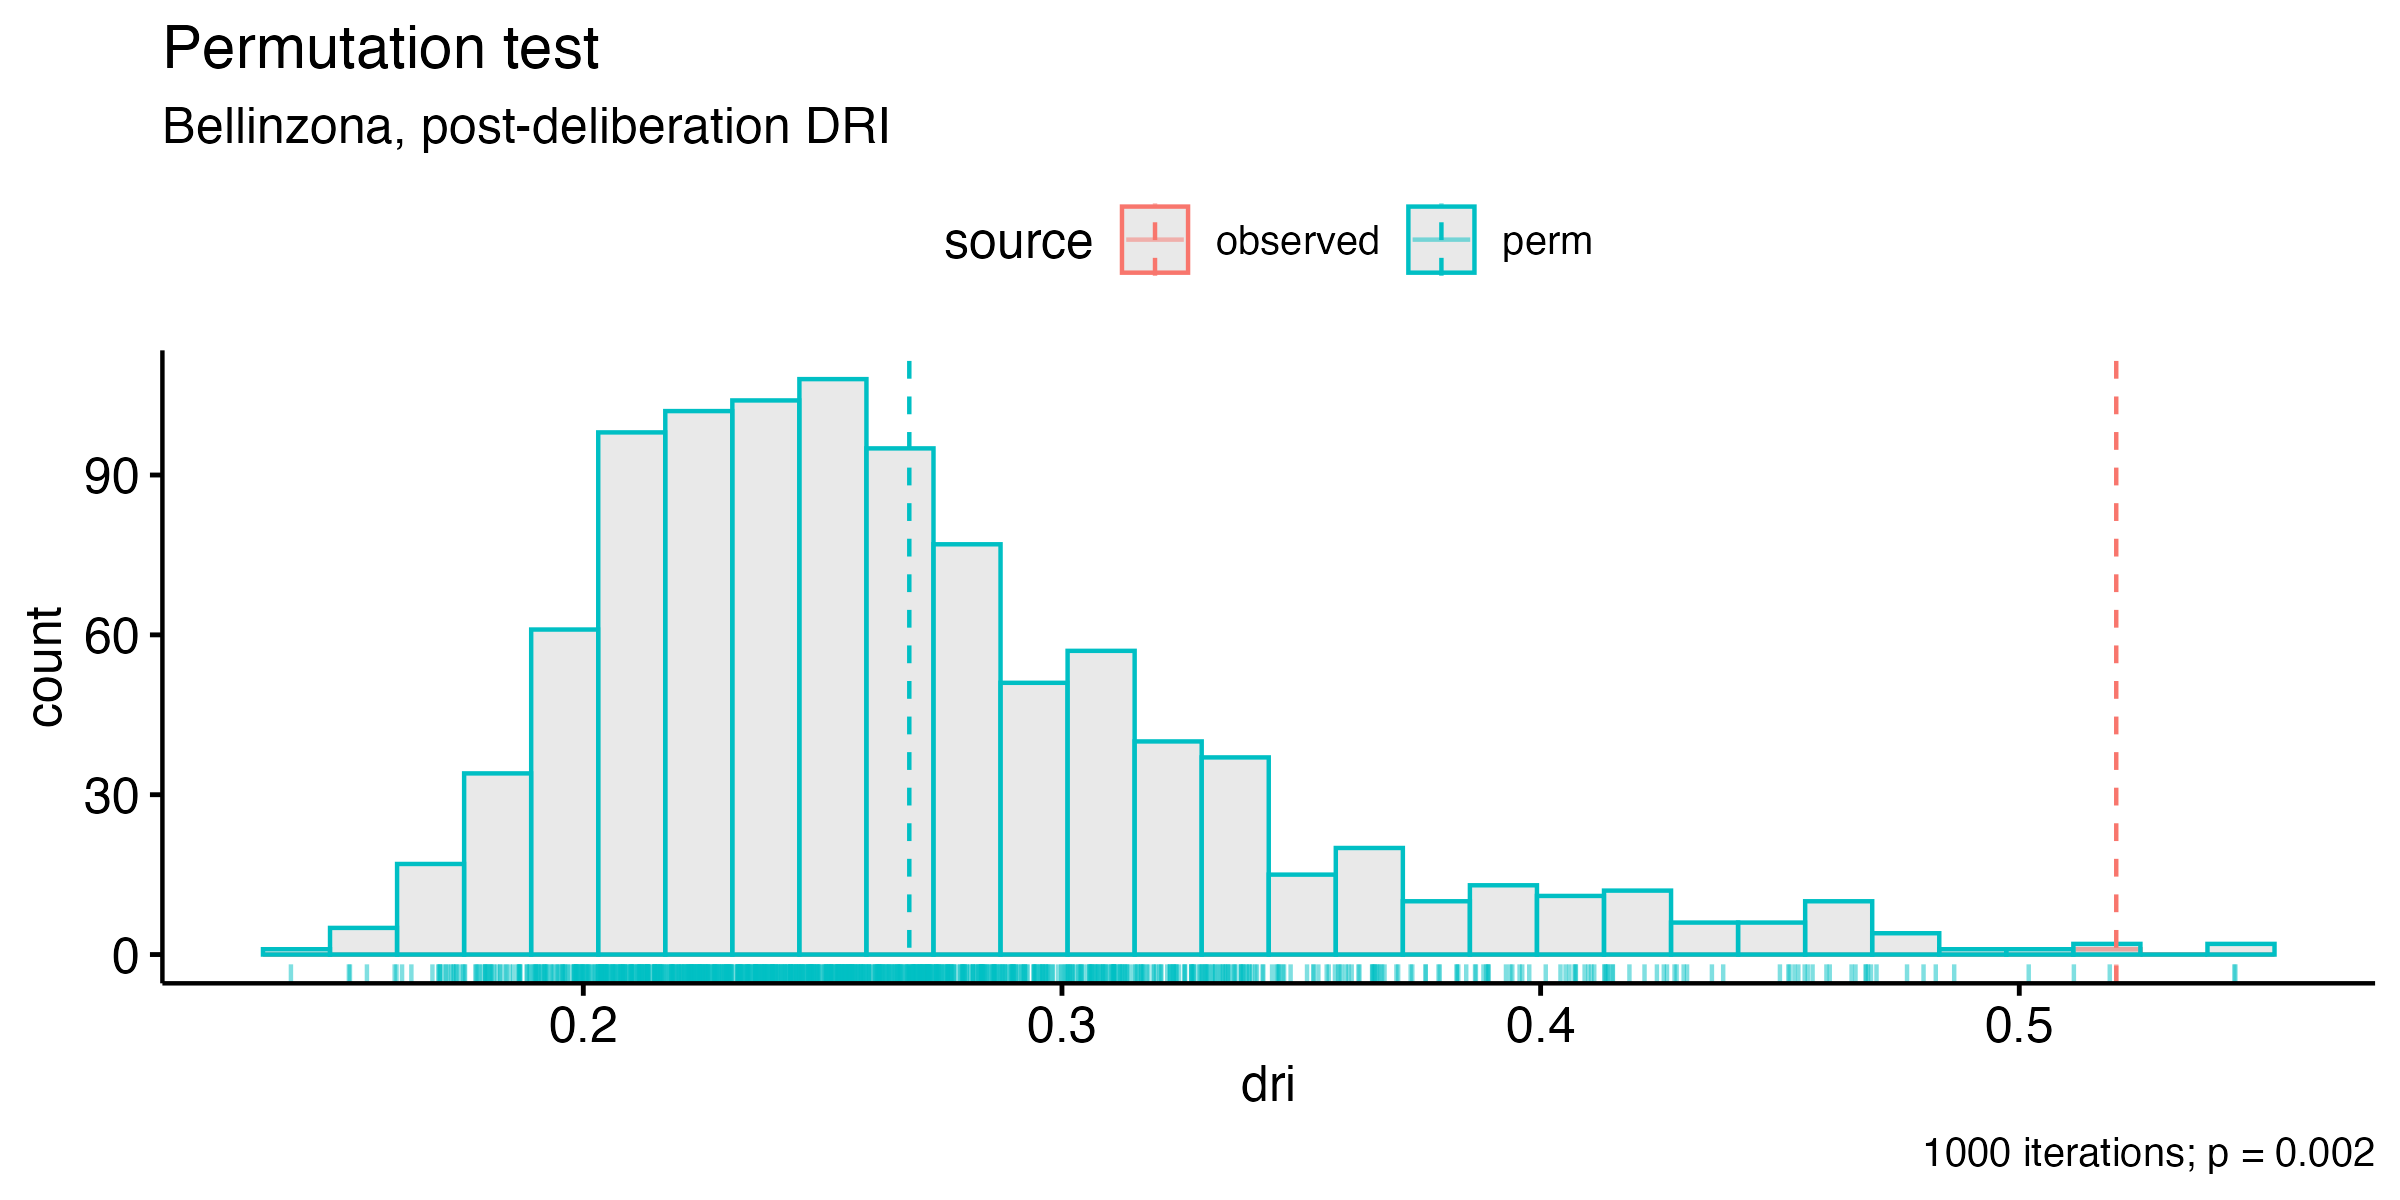 Permutation test
Bellinzona, post-deliberation DRI
source observed perm
count
90
60
30
0
0.2 0.3 0.4 0.5
dri
1000 iterations; p = 0.002